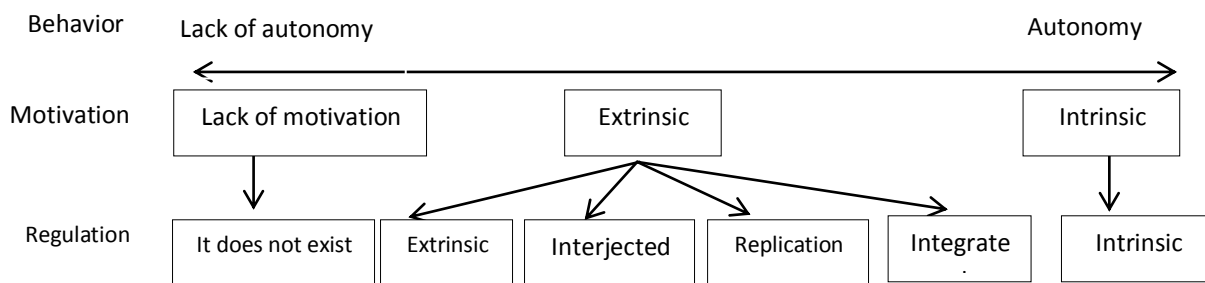 Behavior Lack of autonomy Autonomy
Motivation Lack of motivation Extrinsic Intrinsic
Regulation It does not exist Extrinsic Interjected Replication Integrate Intrinsic
.